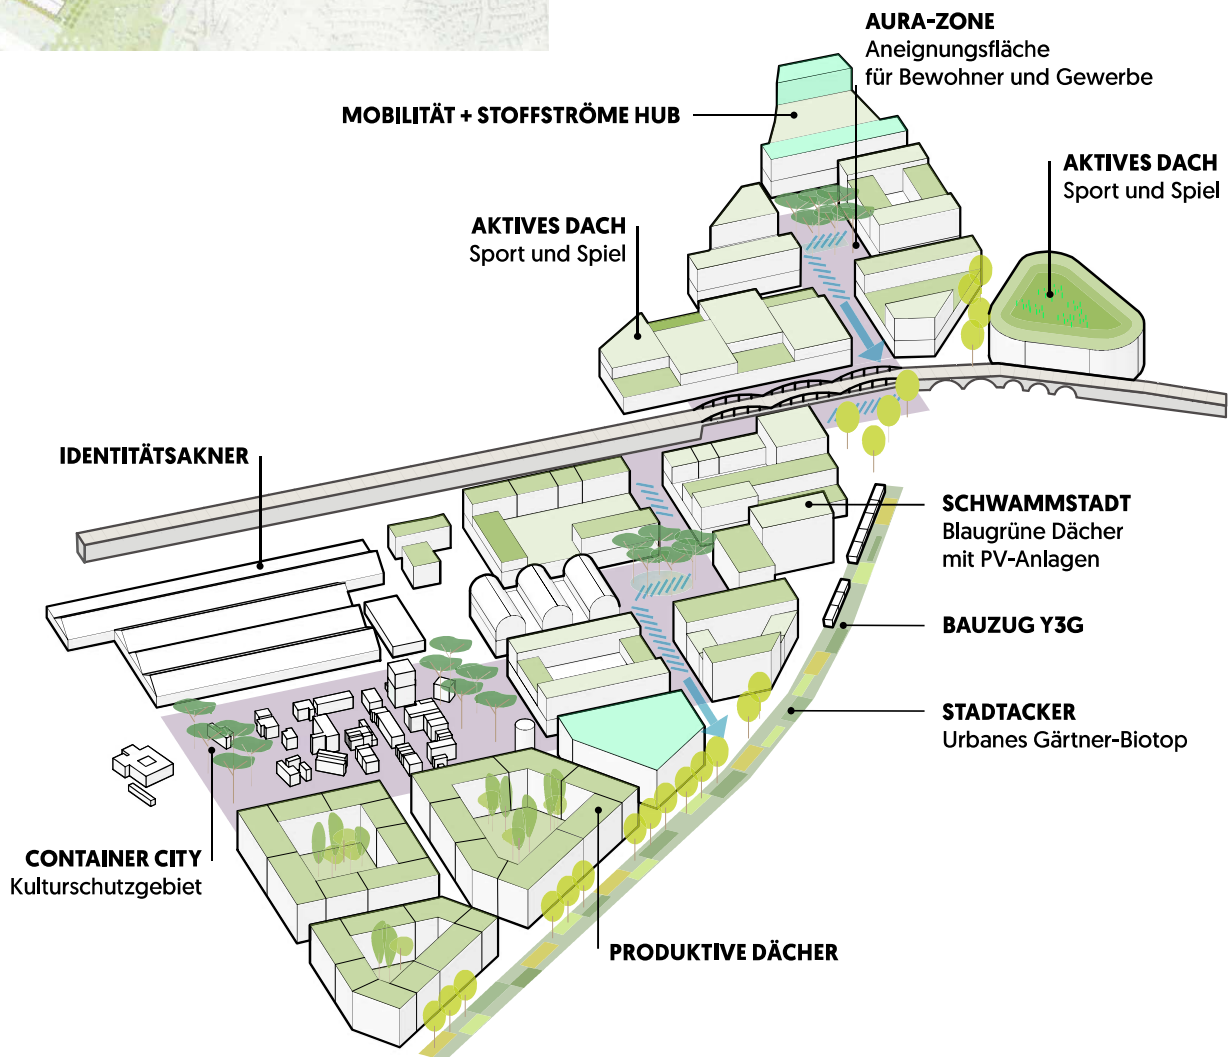 AURA-ZONE
Aneignungsfläche
für Bewohner und Gewerbe
MOBILITÄT + STOFFSTRÖME HUB
AKTIVES DACH
Sport und Spiel
AKTIVES DACH
Sport und Spiel
IDENTITÄTSAKNER
SCHWAMMSTADT
Blaugrüne Dächer
mit PV-Anlagen
BAUZUG Y3G
STADTACKER
Urbanes Gärtner-Biotop
CONTAINER CITY
Kulturschutzgebiet
PRODUKTIVE DÄCHER